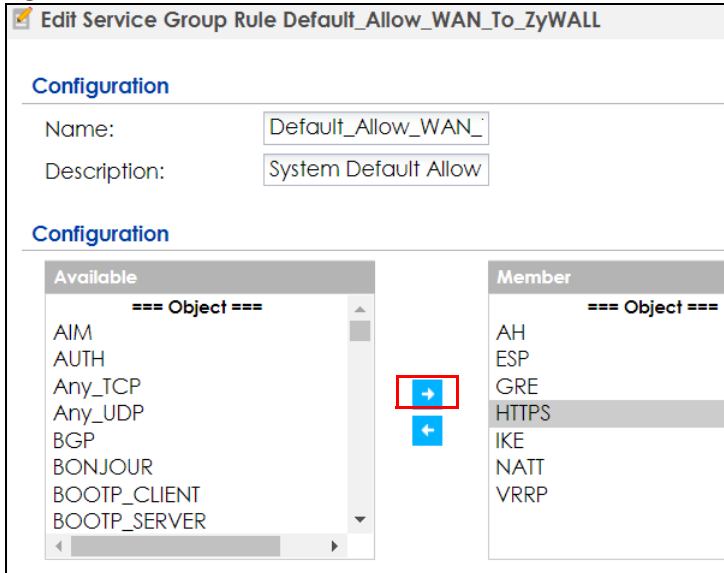 Edit Service Group Rule Default_Allow_WAN_To_ZyWALL
Configuration
Name:
Default_Allow_WAN_
Description:
System Default Allow
Configuration
Available
=== Object ===
AIM
AUTH
Any_TCP
Any_UDP
BGP
BONJOUR
BOOTP_CLIENT
BOOTP_SERVER
Member
=== Object ===
AH
ESP
GRE
HTTPS
IKE
NATT
VRRP